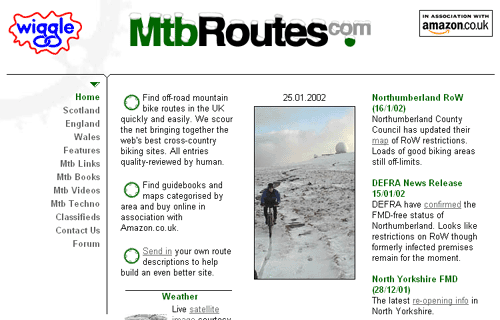 wiggle
MtbRoutes.com
IN ASSOCIATION WITH
amazon.co.uk
Home
Scotland
England
Wales
Features
Mtb Links
Mtb Books
Mtb Videos
Mtb Techno
Classifieds
Contact Us
Forum
Find off-road mountain
bike routes in the UK
quickly and easily. We scour
the net bringing together the
web's best cross-country
biking sites. All entries
quality-reviewed by human.
Find guidebooks and
maps categorised by
area and buy online in
association with
Amazon.co.uk.
Send in your own route
descriptions to help
build an even better site.
Weather
Live satellite
image courtesy
25.01.2002
Northumberland RoW
(16/1/02)
Northumberland County
Council has updated their
map of RoW restrictions.
Loads of good biking areas
still off-limits.
DEFRA News Release
15/01/02
DEFRA have confirmed the
FMD-free status of
Northumberland. Looks like
restrictions on RoW though
formerly infected premises
remain for the moment.
North Yorkshire FMD
(28/12/01)
The latest re-opening info in
North Yorkshire